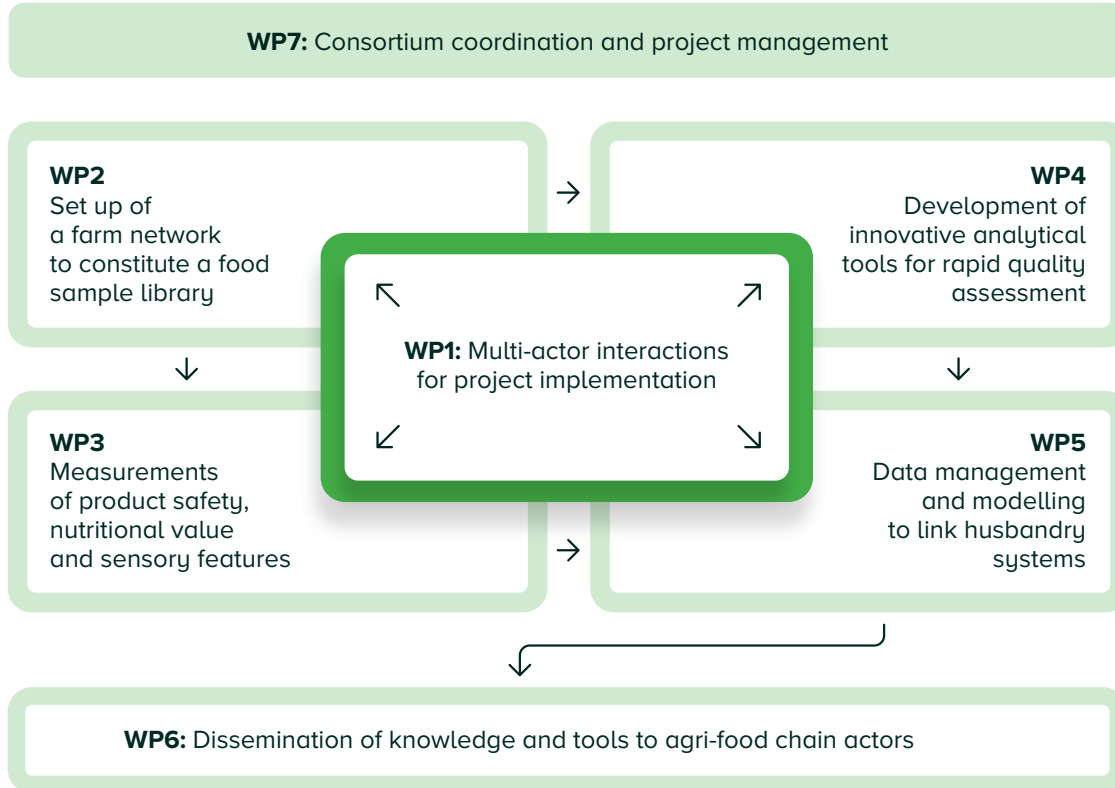 WP7: Consortium coordination and project management
WP2
Set up of
a farm network
to constitute a food
sample library
WP4
Development of
innovative analytical
tools for rapid quality
assessment
WP1: Multi-actor interactions
for project implementation
WP3
Measurements
of product safety,
nutritional value
and sensory features
WP5
Data management
and modelling
to link husbandry
systems
WP6: Dissemination of knowledge and tools to agri-food chain actors